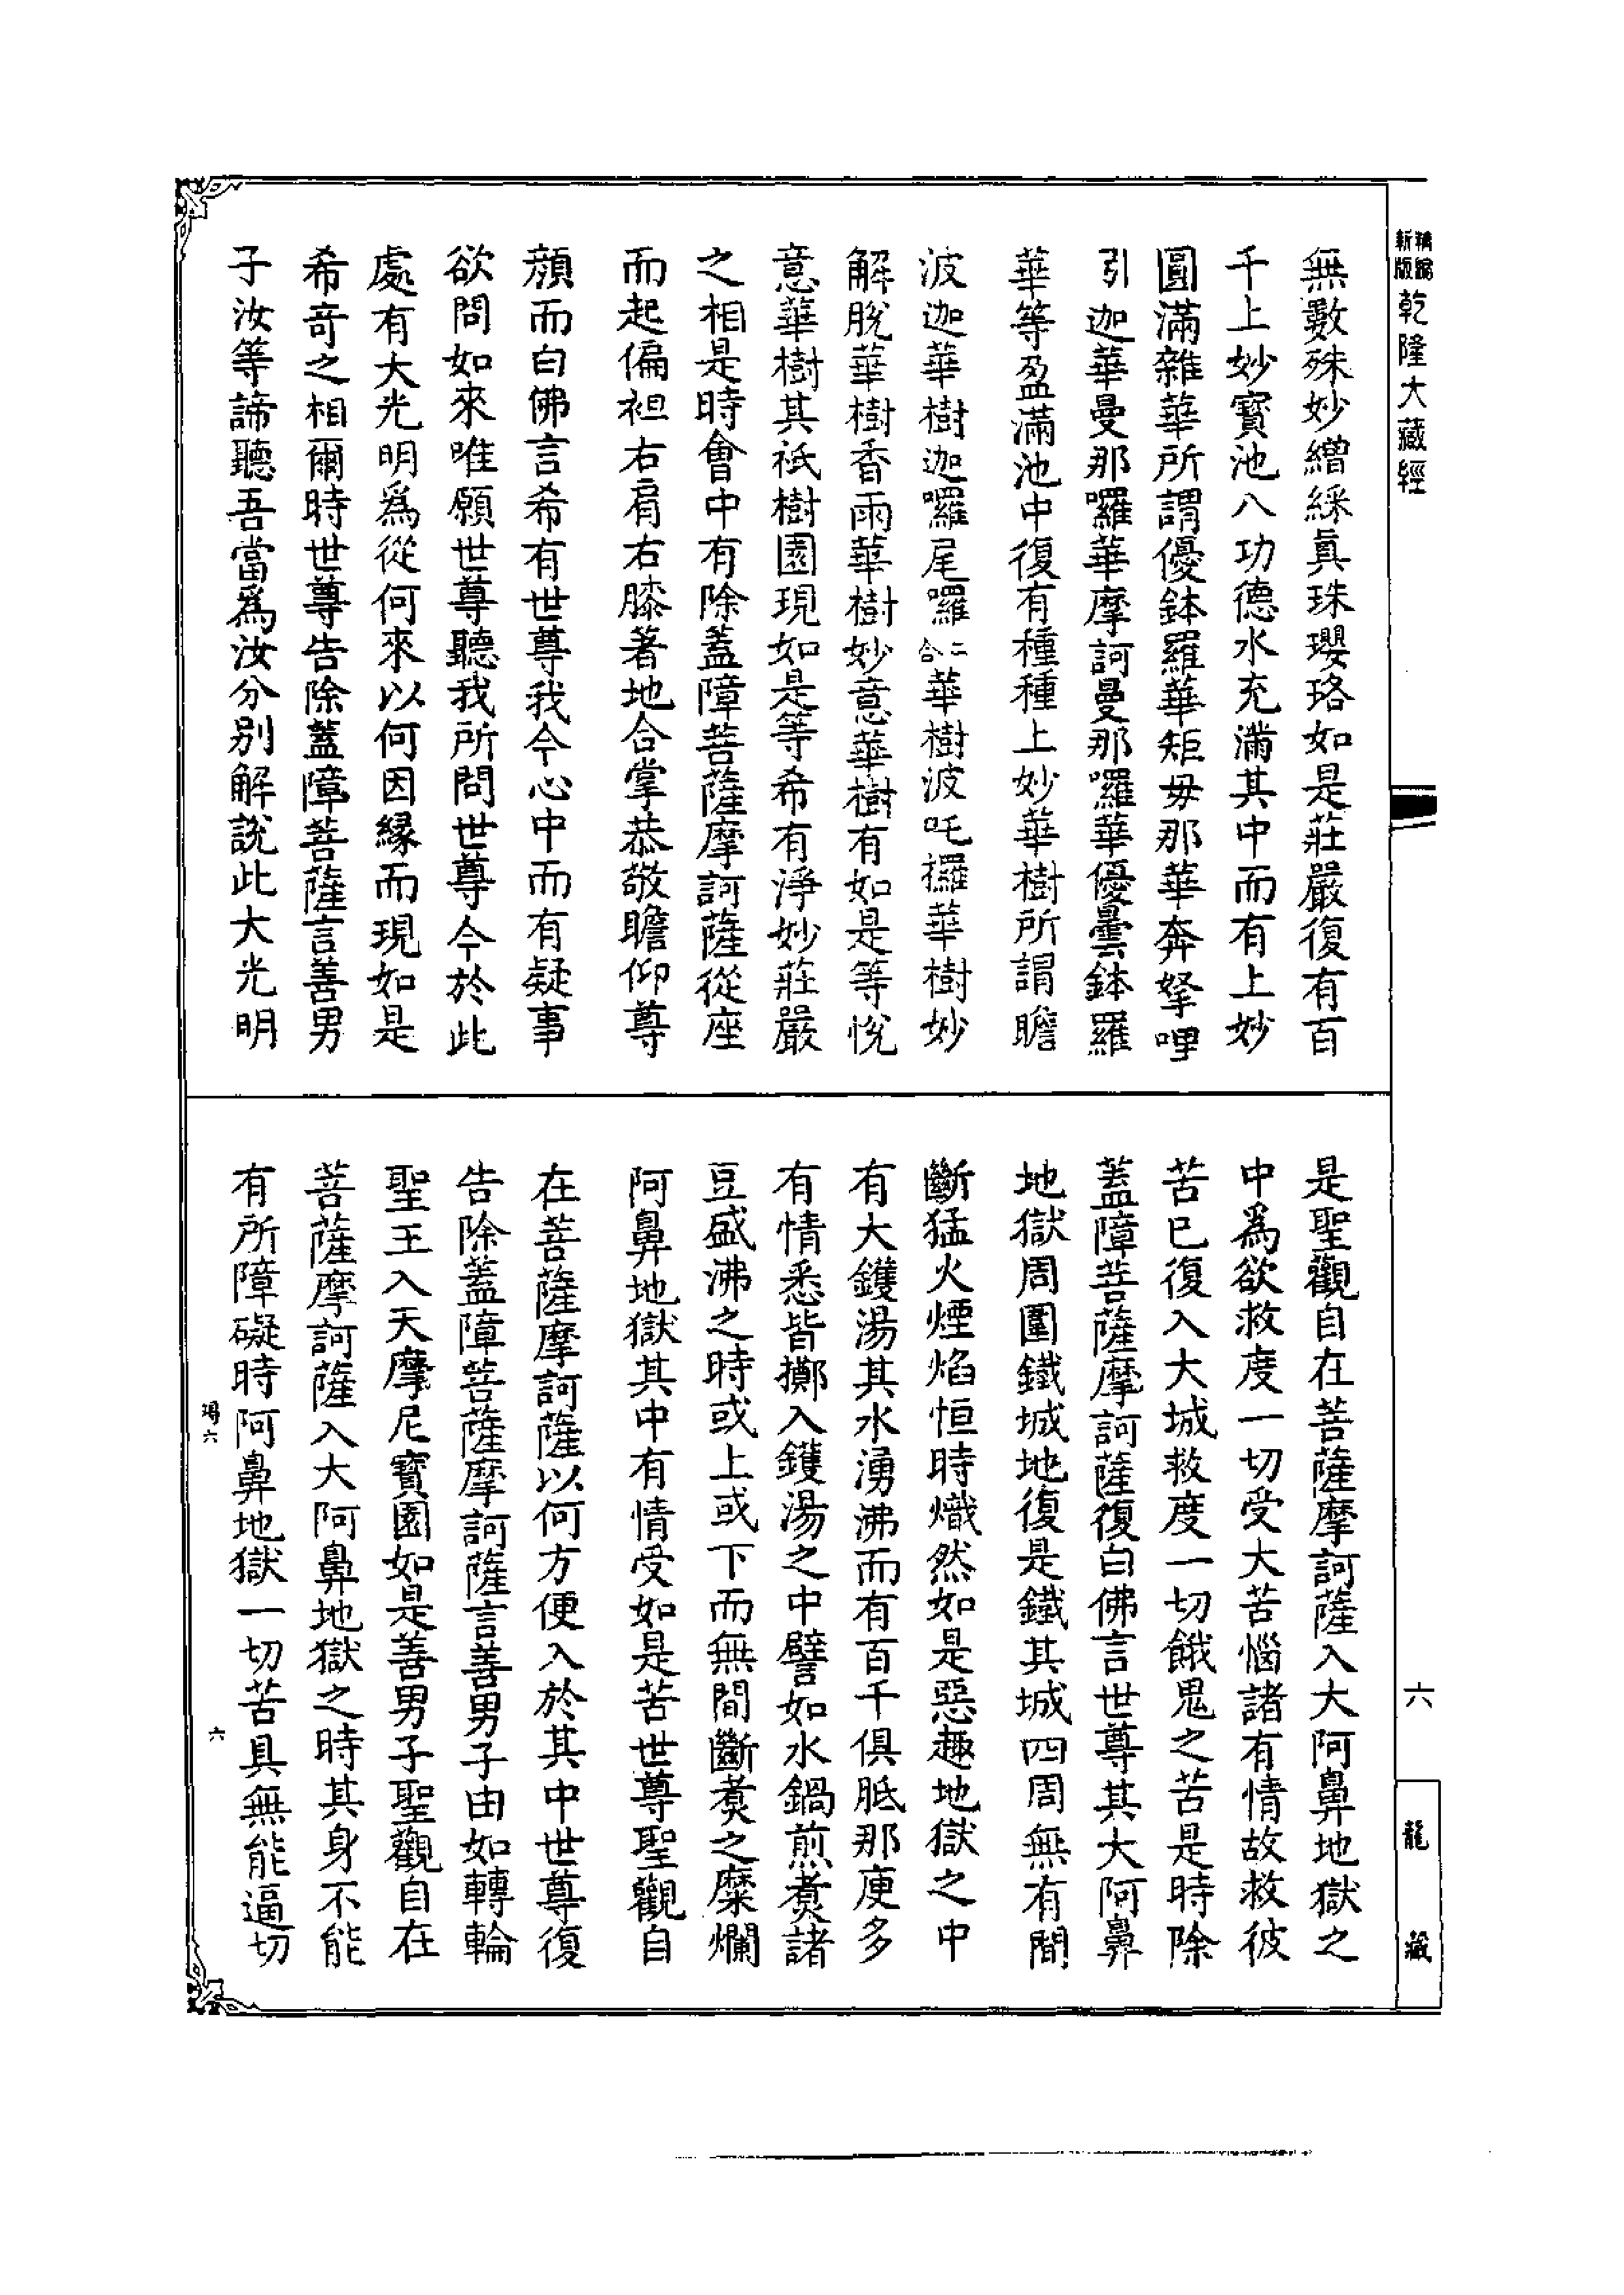 新版
精編
乾隆大藏經
六
龍藏
無數殊妙繒綵真珠瓔珞如是莊嚴復有百
千上妙寶池八功德水充滿其中而有上妙
圓滿雜華所謂優鉢羅華矩毋那華奔拏哩
引迦華曼那囉華摩訶曼那囉華優曇鉢羅
華等盈滿池中復有種種上妙華樹所謂瞻
波迦華樹迦囉尾囉二合華樹波吒攞華樹妙
解脫華樹香雨華樹妙意華樹有如是等悅
意華樹其祇樹園現如是等希有淨妙莊嚴
之相是時會中有除蓋障菩薩摩訶薩從座
而起偏袒右肩右膝著地合掌恭敬瞻仰尊
顏而白佛言希有世尊我今心中而有疑事
欲問如來唯願世尊聽我所問世尊今於此
處有大光明爲從何來以何因緣而現如是
希奇之相爾時世尊告除蓋障菩薩言善男
子汝等諦聽吾當爲汝分別解說此大光明
是聖觀自在菩薩摩訶薩入大阿鼻地獄之
中爲欲救度一切受大苦惱諸有情故救彼
苦已復入大城救度一切餓鬼之苦是時除
蓋障菩薩摩訶薩復白佛言世尊其大阿鼻
地獄周圍鐵城地復是鐵其城四周無有間
斷猛火煙焰恒時熾然如是惡趣地獄之中
有大鑊湯其水湧沸而有百千俱胝那庾多
有情悉皆擲入鑊湯之中譬如水鍋煎煑諸
豆盛沸之時或上或下而無間斷煑之糜爛
阿鼻地獄其中有情受如是苦世尊聖觀自
在菩薩摩訶薩以何方便入於其中世尊復
告除蓋障菩薩摩訶薩言善男子由如轉輪
聖王入天摩尼寶園如是善男子聖觀自在
菩薩摩訶薩入大阿鼻地獄之時其身不能
有所障礙時阿鼻地獄一切苦具無能逼切
六
六